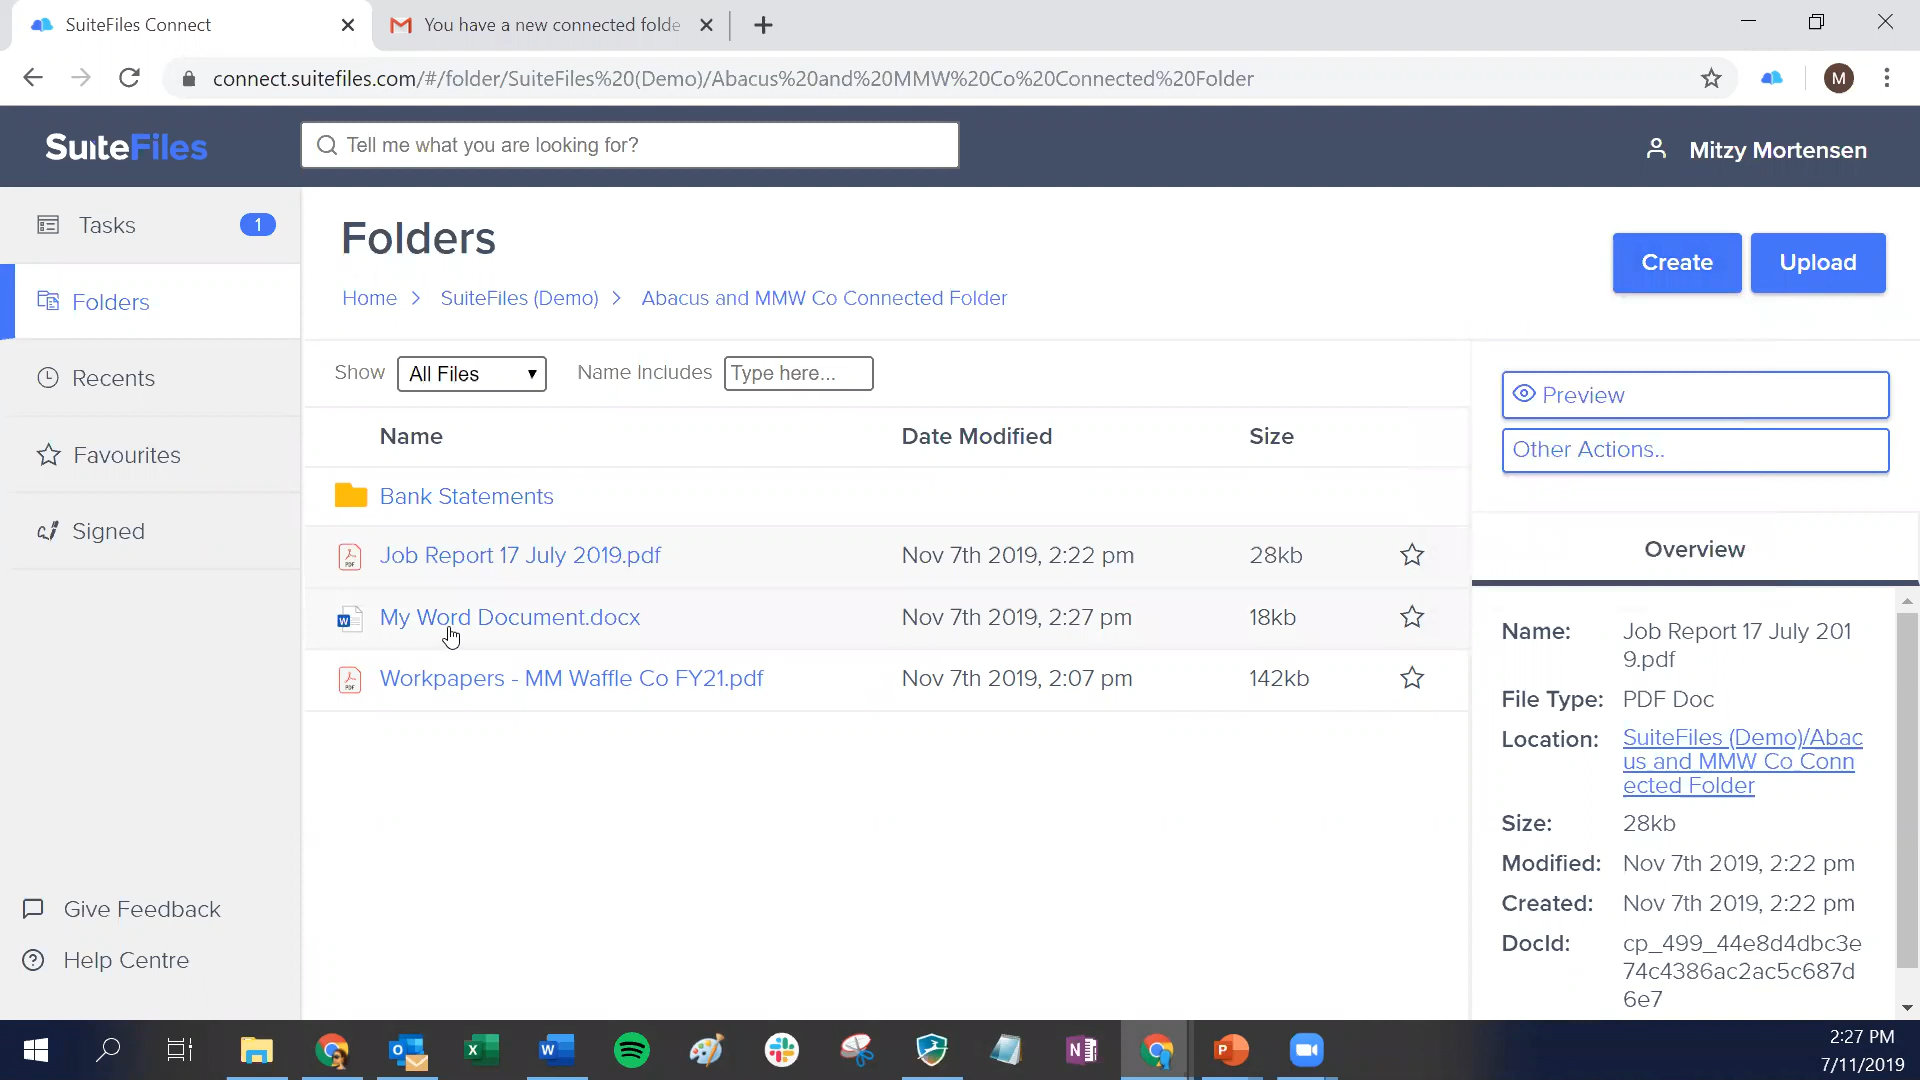 SuiteFiles Connect
You have a new connected folde
connect.suitefiles.com/#/folder/SuiteFiles%20(Demo)/Abacus%20and%20MMW%20Co%20Connected%20Folder
M
SuiteFiles
Tell me what you are looking for?
Mitzy Mortensen
Tasks
1
Folders
Recents
Favourites
Signed
Give Feedback
Help Centre
Folders
Home > SuiteFiles (Demo) > Abacus and MMW Co Connected Folder
Create
Upload
Show All Files Name Includes Type here...
Name Date Modified Size
Bank Statements
Job Report 17 July 2019.pdf Nov 7th 2019, 2:22 pm 28kb
My Word Document.docx Nov 7th 2019, 2:27 pm 18kb
Workpapers - MM Waffle Co FY21.pdf Nov 7th 2019, 2:07 pm 142kb
Preview
Other Actions..
Overview
Name: Job Report 17 July 201
9.pdf
File Type: PDF Doc
Location: SuiteFiles (Demo)/Abac
us and MMW Co Conn
ected Folder
Size: 28kb
Modified: Nov 7th 2019, 2:22 pm
Created: Nov 7th 2019, 2:22 pm
DocId: cp_499_44e8d4dbc3e
74c4386ac2ac5c687d
6e7
2:27 PM
7/11/2019